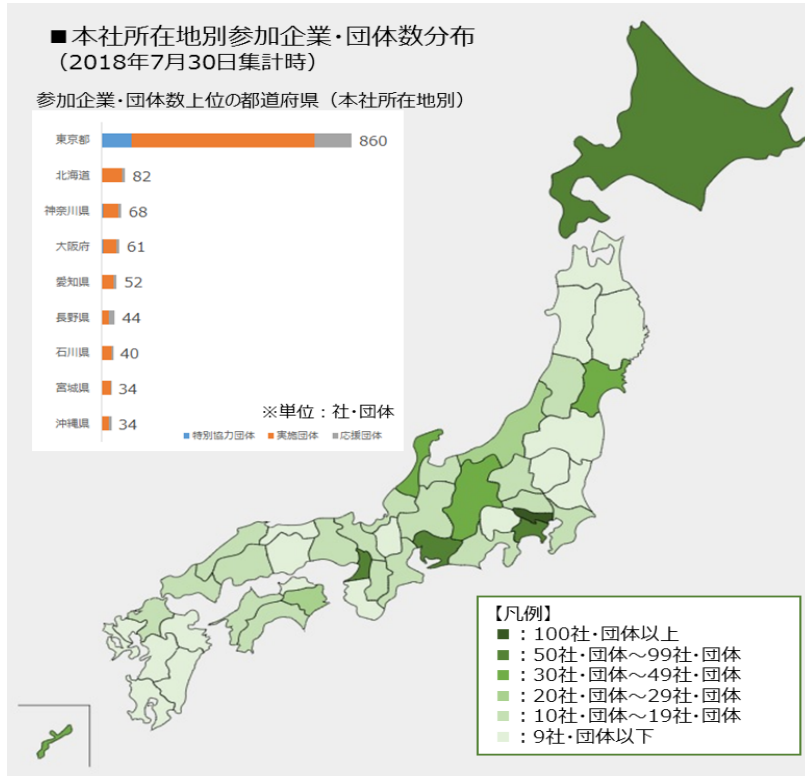 ■本社所在地別参加企業・団体数分布
（2018年7月30日集計時）
参加企業・団体数上位の都道府県（本社所在地別）
東京都 860
北海道 82
神奈川県 68
大阪府 61
愛知県 52
長野県 44
石川県 40
宮城県 34
沖縄県 34
※単位：社・団体
■特別協力団体 ■実施団体 ■応援団体
【凡例】
■：100社・団体以上
■：50社・団体～99社・団体
■：30社・団体～49社・団体
■：20社・団体～29社・団体
■：10社・団体～19社・団体
■：9社・団体以下